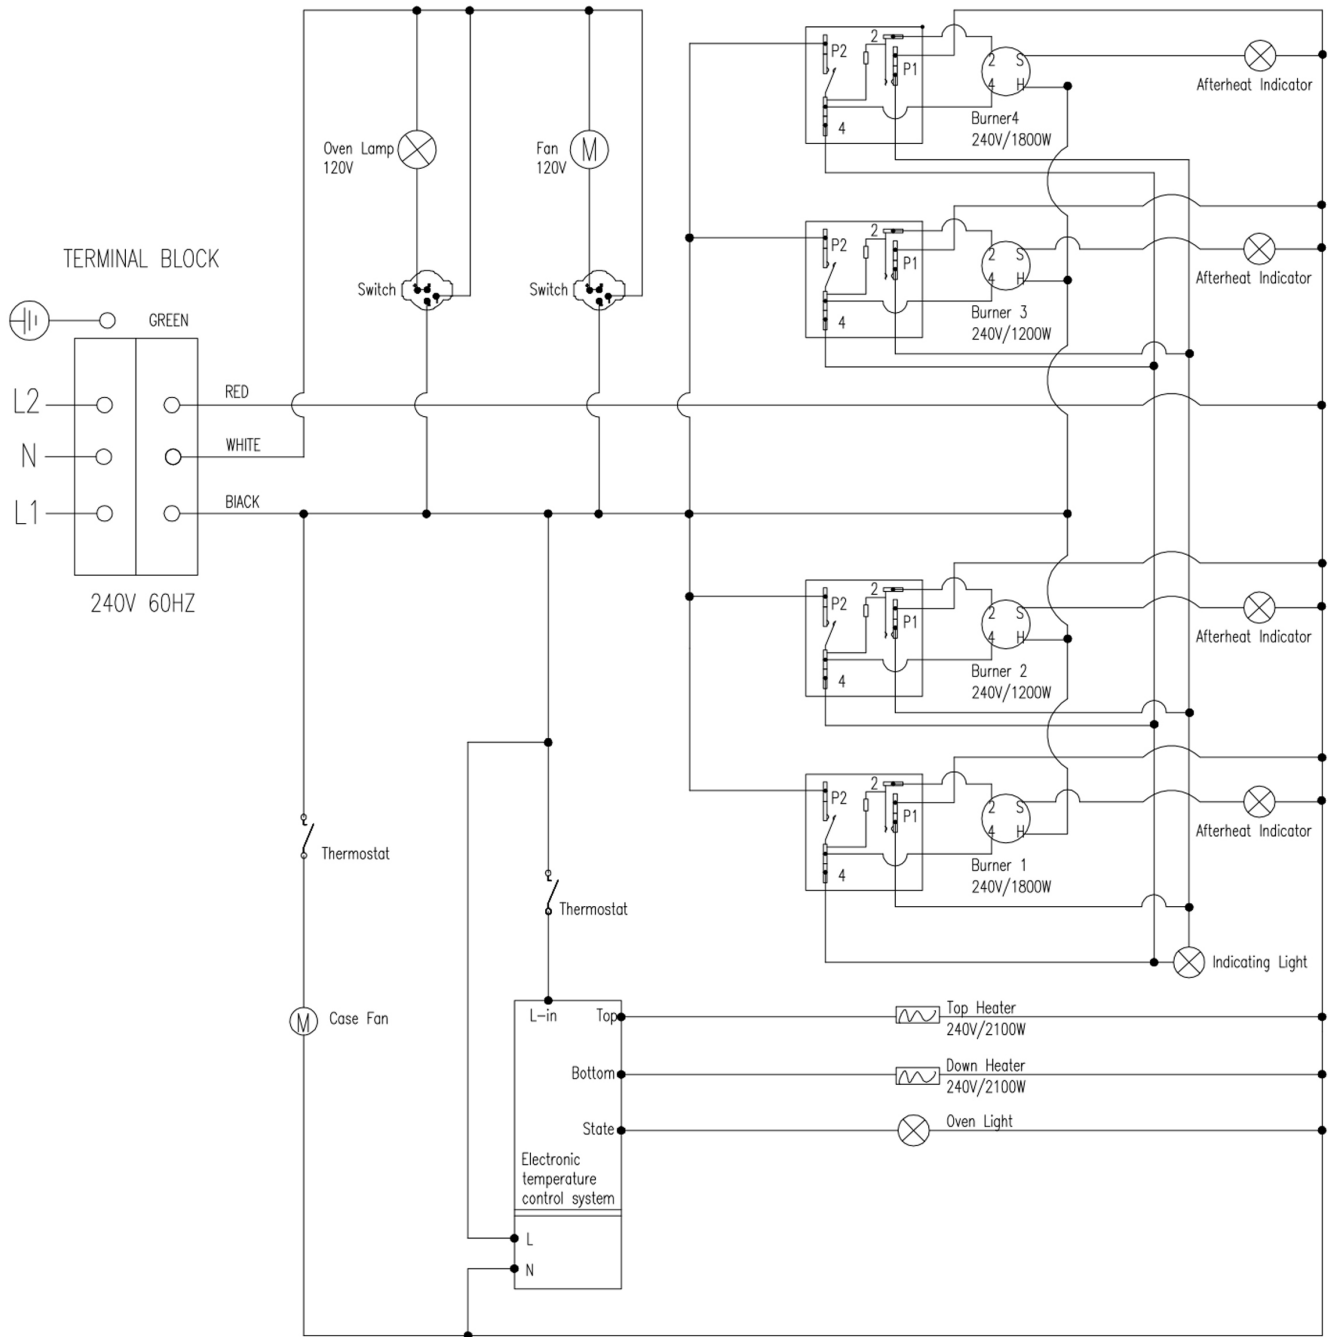 2
P2
P1
4
2
S
4
H
Afterheat Indicator
Burner4
240V/1800W
Oven Lamp
120V
M
Fan
120V
M
TERMINAL BLOCK
Switch
Switch
2
P2
P1
4
2
S
4
H
Afterheat Indicator
Burner 3
240V/1200W
GREEN
L2
RED
N
WHITE
L1
BIACK
240V 60HZ
2
P2
P1
4
2
S
4
H
Afterheat Indicator
Burner 2
240V/1200W
2
P2
P1
4
2
S
4
H
Afterheat Indicator
Burner 1
240V/1800W
Thermostat
Thermostat
Indicating Light
M
Case Fan
L-in
Top
Top Heater
240V/2100W
Bottom
Down Heater
240V/2100W
State
Oven Light
Electronic
temperature
control system
L
N